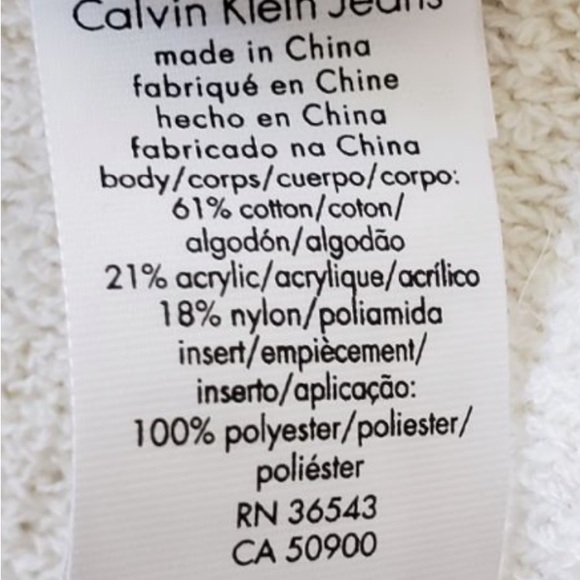 Calvin Klein Jeans
made in China
fabriqué en Chine
hecho en China
fabricado na China
body/corps/cuerpo/corpo:
61% cotton/coton/
algodón/algodão
21% acrylic/acrylique/acrílico
18% nylon/poliamida
insert/empiècement/
inserto/aplicação:
100% polyester/poliester/
poliéster
RN 36543
CA 50900